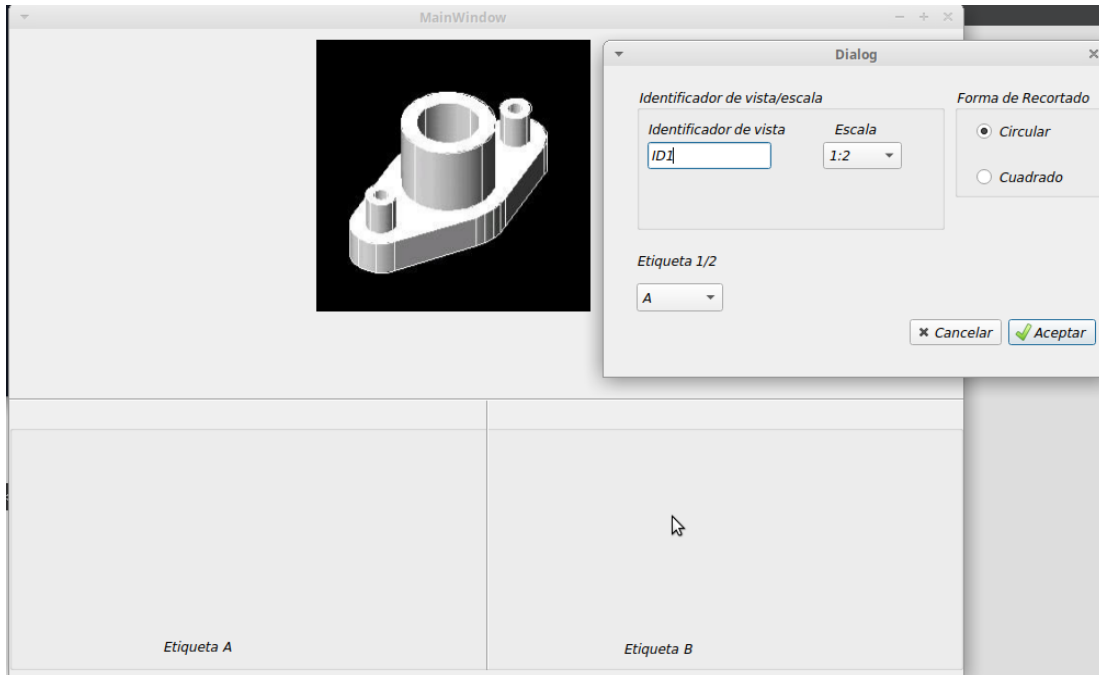 MainWindow
Dialog
Identificador de vista/escala
Forma de Recortado
Identificador de vista
Escala
Circular
ID1
1:2
Cuadrado
Etiqueta 1/2
A
Cancelar
Aceptar
Etiqueta A
Etiqueta B